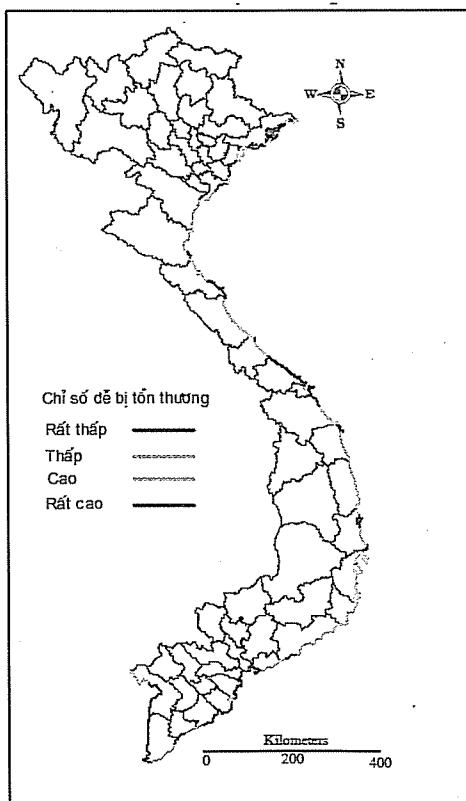 N
W E
S
Chỉ số dễ bị tổn thương
Rất thấp
Thấp
Cao
Rất cao
Kilometers
0 200 400